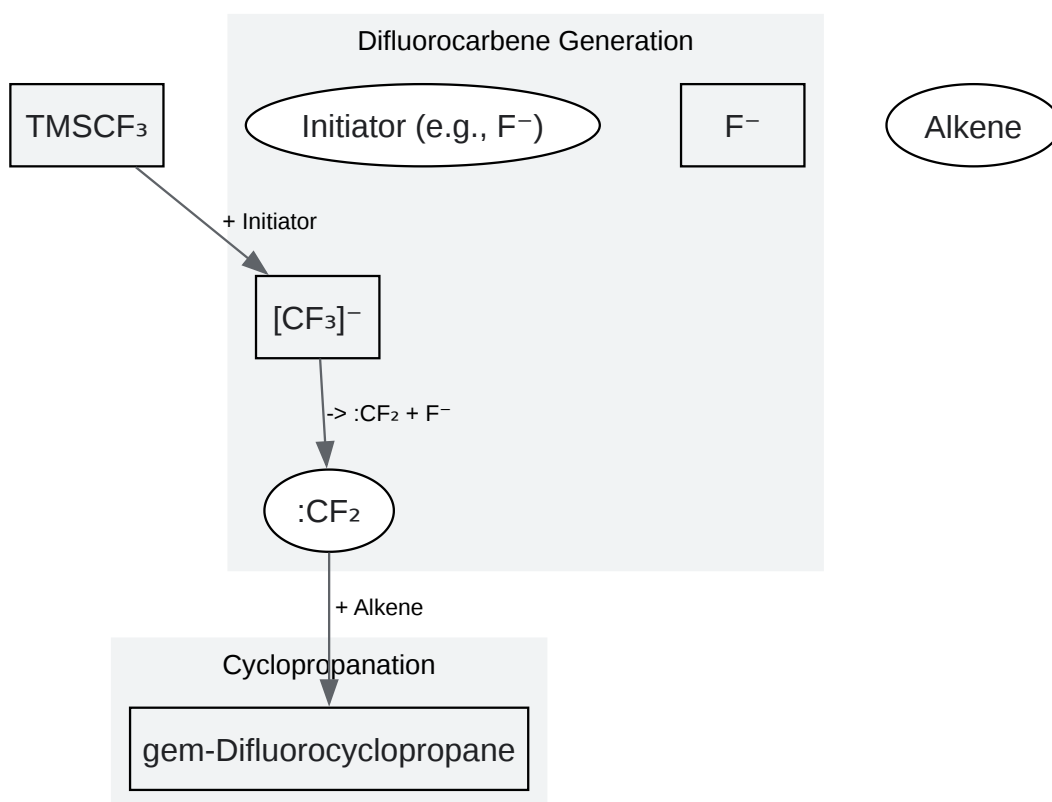 Difluorocarbene Generation
TMSCF₃
Initiator (e.g., F⁻)
F⁻
Alkene
+ Initiator
[CF₃]⁻
-> :CF₂ + F⁻
:CF₂
+ Alkene
Cyclopropanation
gem-Difluorocyclopropane